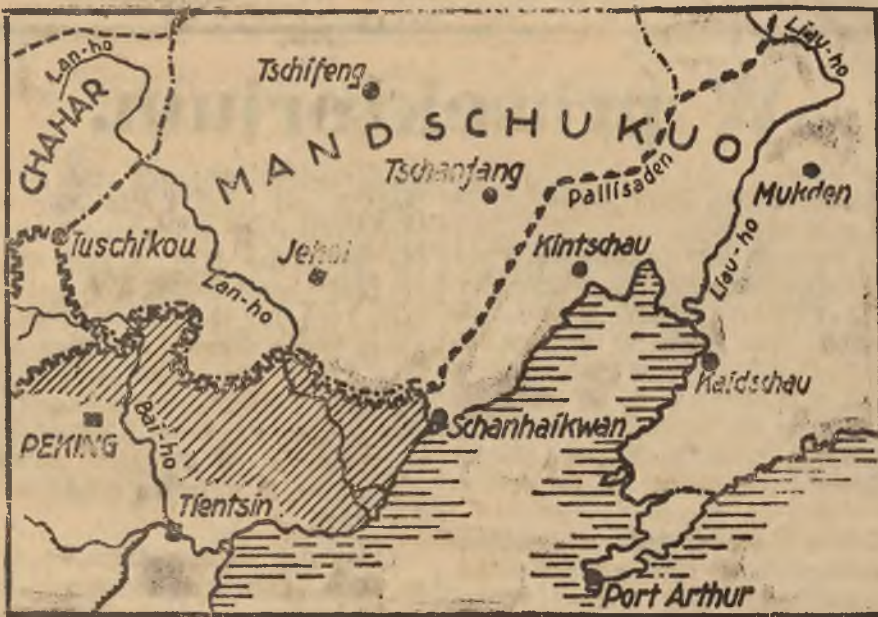 Liau-ho
Lan-ho
CHAHAR
Tschifeng
MANDSCHUKUO
Tschanjang
Pallisaden
Mukden
Tuschikou
Jehol
Kintschau
Lan-ho
Liau-ho
Kaidschau
PEKING
Bai-ho
Schanhaikwan
Tientsin
Port Arthur